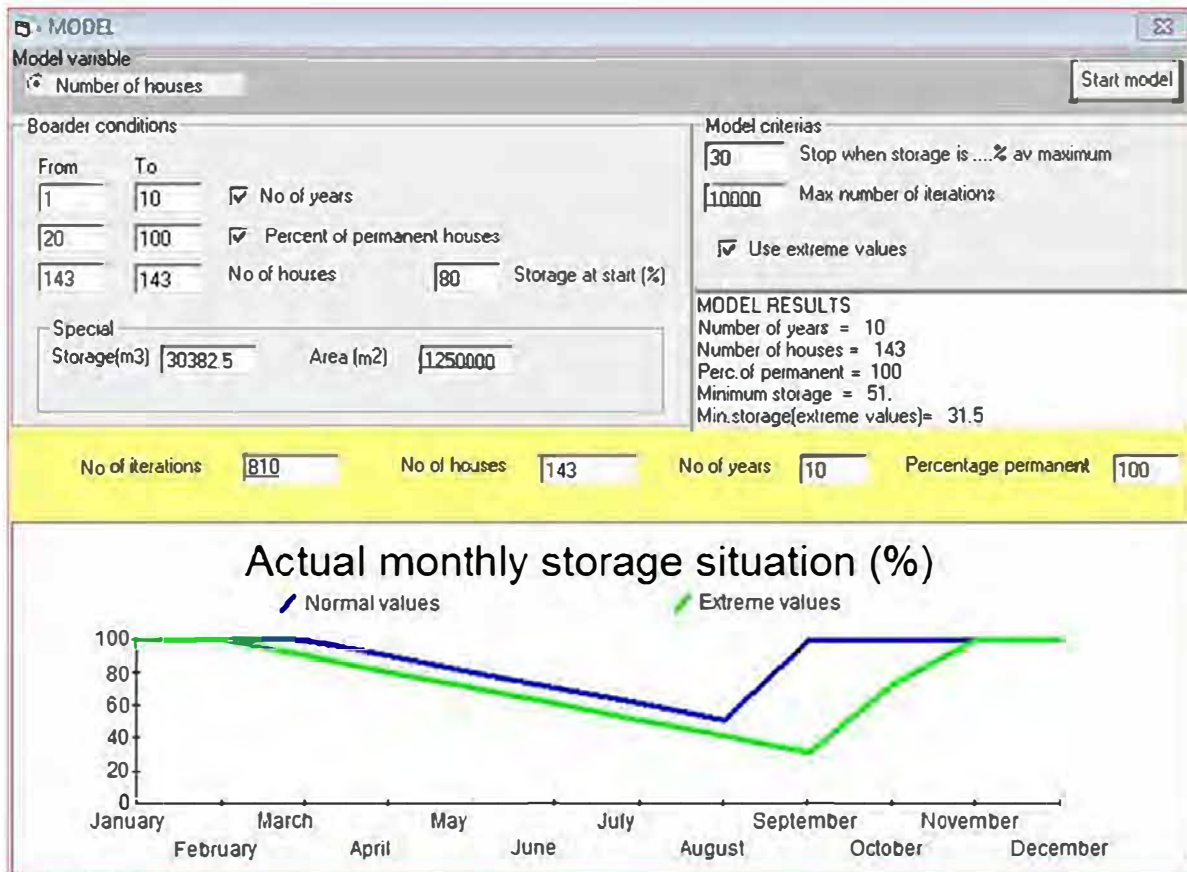 MODEL
Model variable
Number of houses
Start model
Boarder conditions
From To
1 10 No of years
20 100 Percent of permanent houses
143 143 No of houses 80 Storage at start (%)
Special
Storage(m3) 30382.5 Area (m2) 1250000
Model criterias
30 Stop when storage is ....% av maximum
10000 Max number of iterations
Use extreme values
MODEL RESULTS
Number of years = 10
Number of houses = 143
Perc.of permanent = 100
Minimum storage = 51.
Min.storage(extreme values)= 31.5
No of iterations 810 No of houses 143 No of years 10 Percentage permanent 100
Actual monthly storage situation (%)
Normal values Extreme values
100
80
60
40
20
0
January March May July September November
February April June August October December